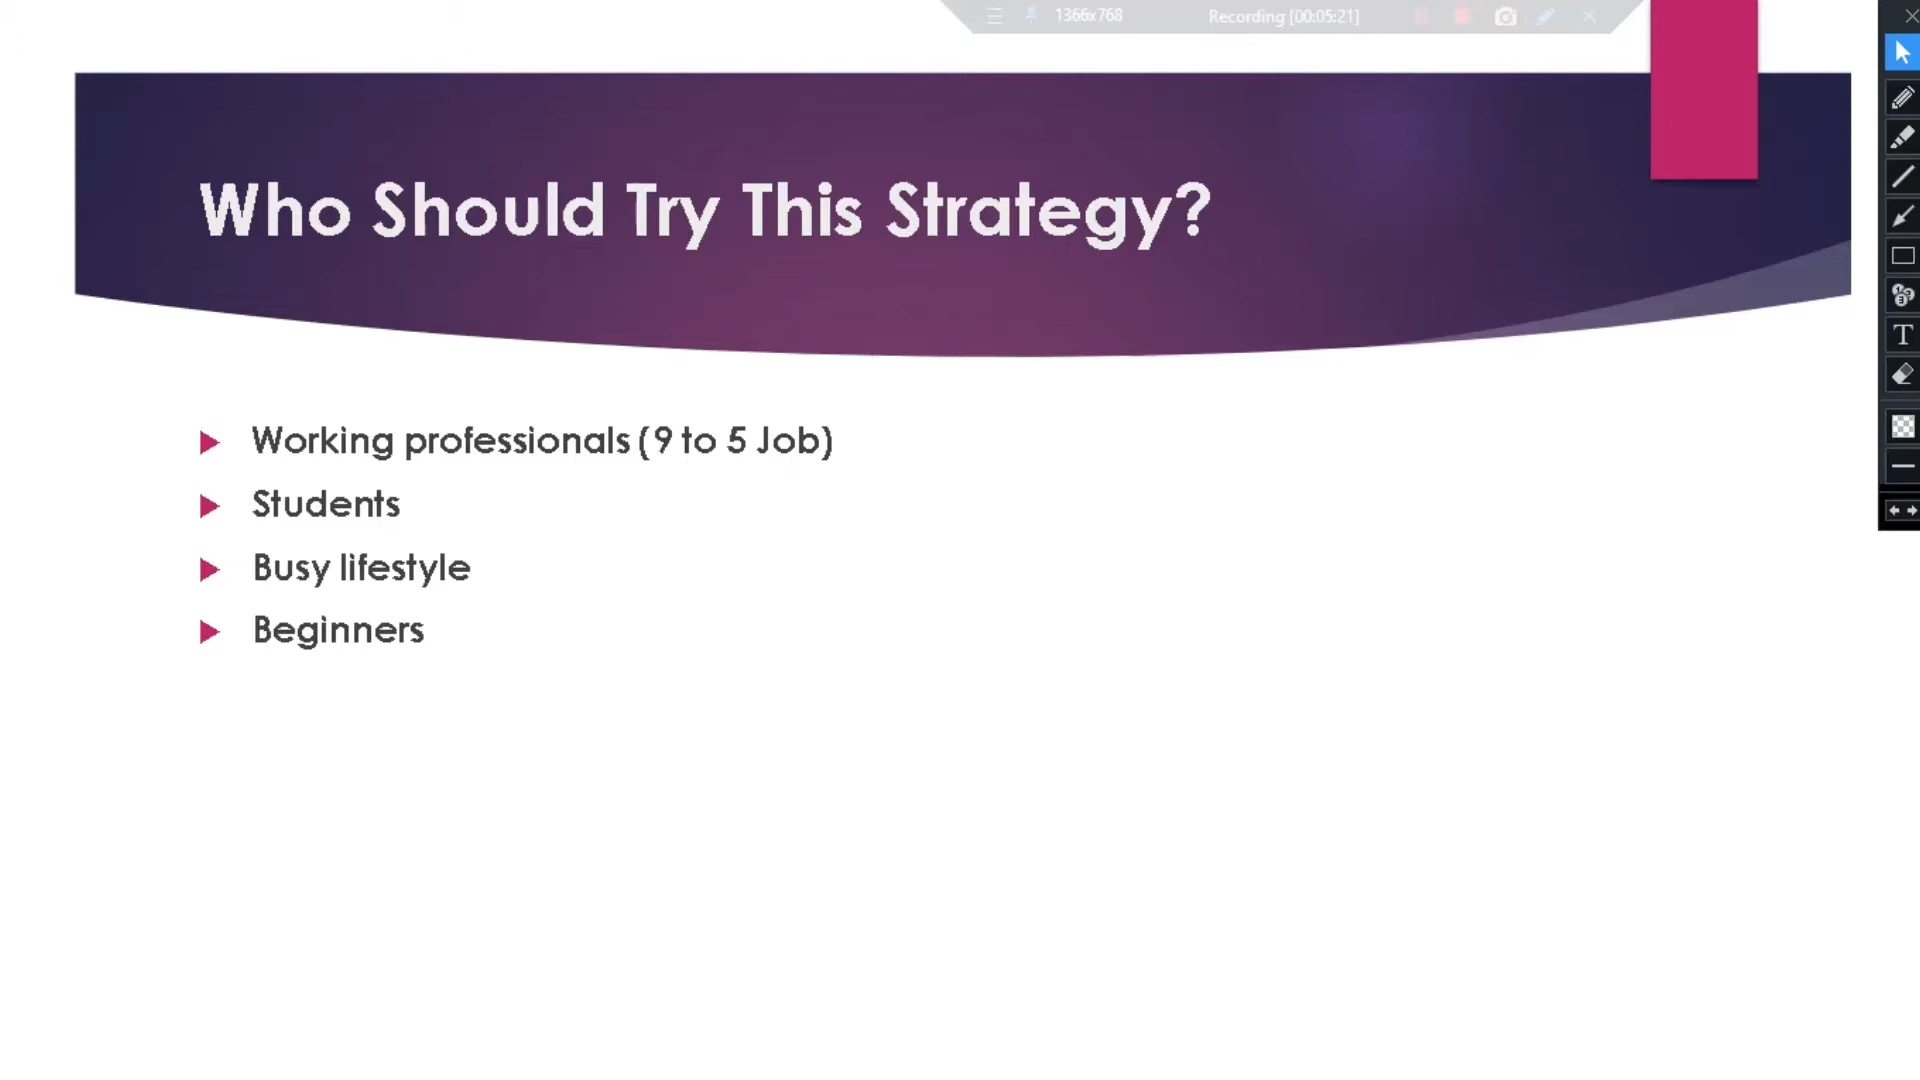 1366x768 Recording [00:05:21]
Who Should Try This Strategy?
Working professionals (9 to 5 Job)
Students
Busy lifestyle
Beginners
T